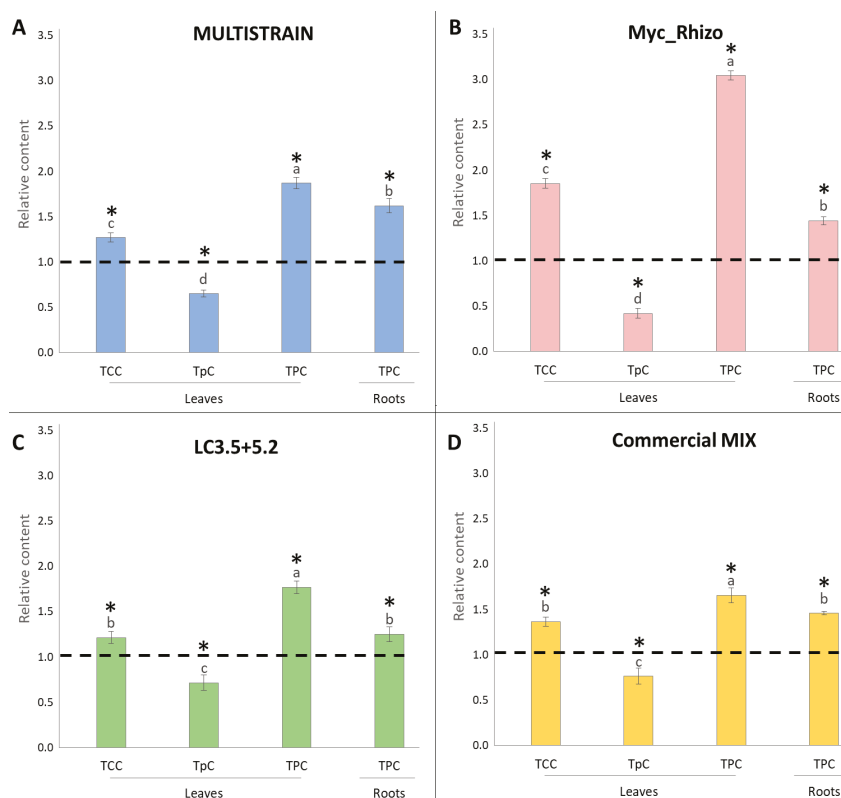 A
MULTISTRAIN
3.5
3.0
2.5
2.0
1.5
1.0
0.5
0.0
Relative content
*
c
*
d
*
a
*
b
TCC
TpC
TPC
TPC
Leaves
Roots
B
Myc_Rhizo
3.5
3.0
2.5
2.0
1.5
1.0
0.5
0.0
Relative content
*
c
*
d
*
a
*
b
TCC
TpC
TPC
TPC
Leaves
Roots
C
LC3.5+5.2
3.5
3.0
2.5
2.0
1.5
1.0
0.5
0.0
Relative content
*
b
*
c
*
a
*
b
TCC
TpC
TPC
TPC
Leaves
Roots
D
Commercial MIX
3.5
3.0
2.5
2.0
1.5
1.0
0.5
0.0
Relative content
*
b
*
c
*
a
*
b
TCC
TpC
TPC
TPC
Leaves
Roots